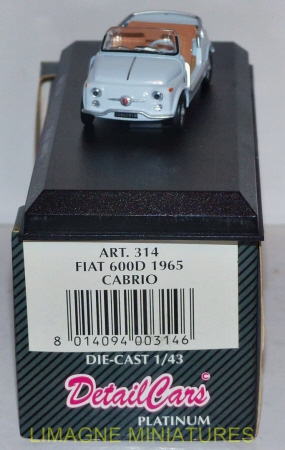 ART. 314
FIAT 600D 1965
CABRIO
8 014094 003146
DIE-CAST 1/43
DetailCars ©
PLATINUM
LIMAGNE MINIATURES